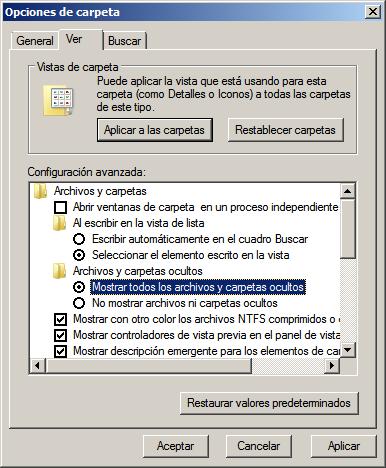 Opciones de carpeta
General
Ver
Buscar
Vistas de carpeta
Puede aplicar la vista que está usando para esta
carpeta (como Detalles o Iconos) a todas las carpetas
de este tipo.
Aplicar a las carpetas
Restablecer carpetas
Configuración avanzada:
Archivos y carpetas
Abrir ventanas de carpeta en un proceso independiente
Al escribir en la vista de lista
Escribir automáticamente en el cuadro Buscar
Seleccionar el elemento escrito en la vista
Archivos y carpetas ocultos
Mostrar todos los archivos y carpetas ocultos
No mostrar archivos ni carpetas ocultos
Mostrar con otro color los archivos NTFS comprimidos o
Mostrar controladores de vista previa en el panel de vista
Mostrar descripción emergente para los elementos de
Restaurar valores predeterminados
Aceptar
Cancelar
Aplicar